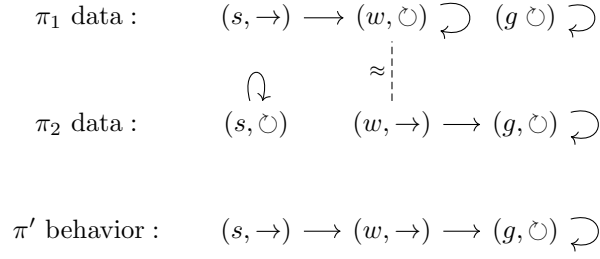 π₁ data : (s, →) ⟶ (w, ↻) (g ↻)
≈
π₂ data : (s, ↻) (w, →) ⟶ (g, ↻)
π′ behavior : (s, →) ⟶ (w, →) ⟶ (g, ↻)